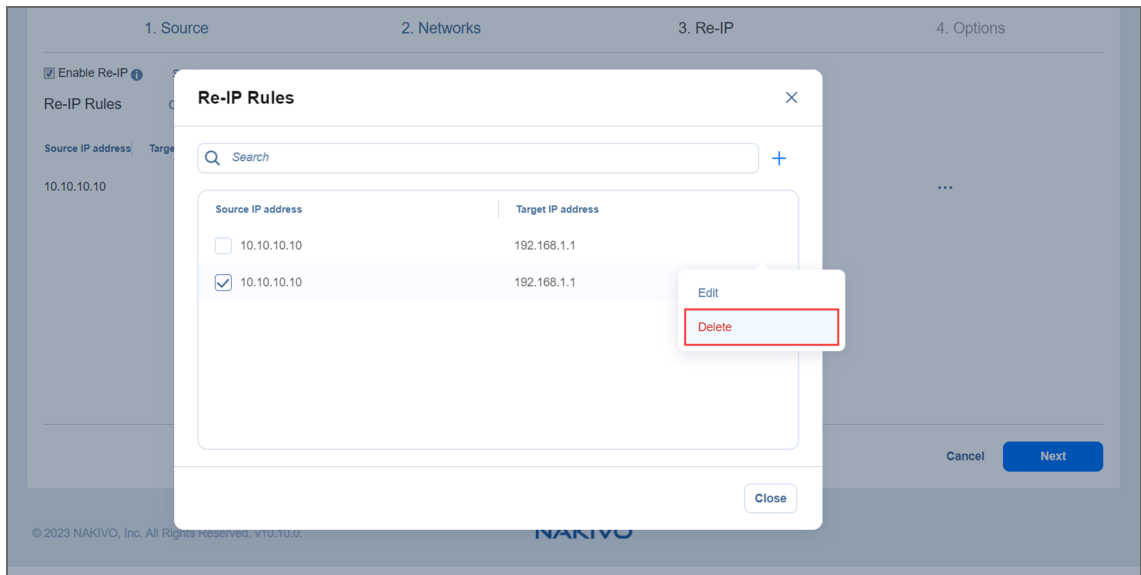 1. Source 2. Networks 3. Re-IP 4. Options
Enable Re-IP
Re-IP Rules
Re-IP Rules
Source IP address
Search
Source IP address Target IP address
10.10.10.10
10.10.10.10 192.168.1.1
10.10.10.10 192.168.1.1
Edit
Delete
Cancel Next
Close
© 2023 NAKIVO, Inc. All Rights Reserved. v10.10.0.
NAKIVO